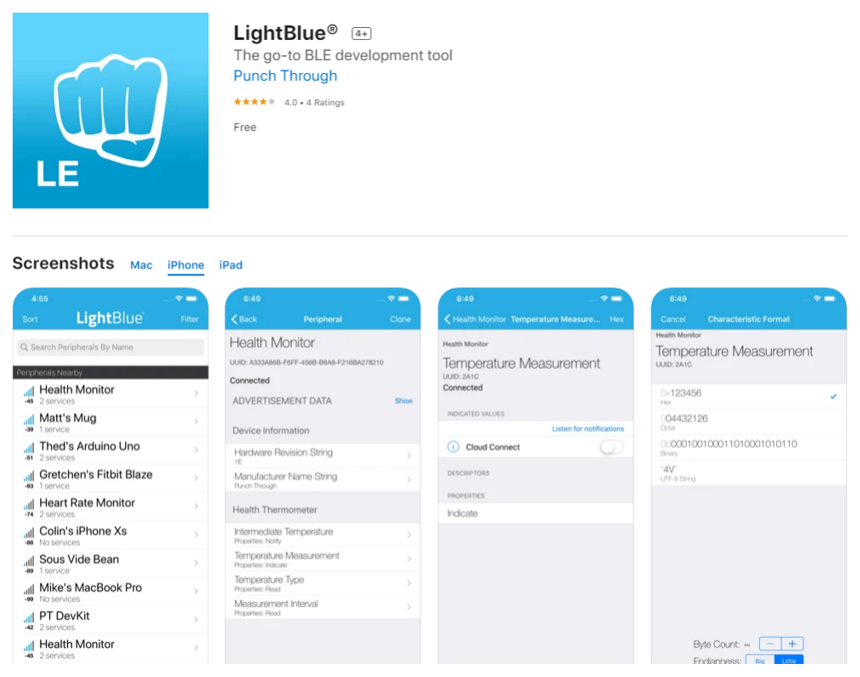 LightBlue® 4+
The go-to BLE development tool
Punch Through
4.0 • 4 Ratings
Free
LE
Screenshots Mac iPhone iPad
4:55
Sort LightBlue Filter
Search Peripherals By Name
Peripherals Nearby
Health Monitor
-45 2 services
Matt's Mug
-39 1 service
Thed's Arduino Uno
-51 2 services
Gretchen's Fitbit Blaze
-63 1 service
Heart Rate Monitor
-74 2 services
Colin's iPhone Xs
-88 No services
Sous Vide Bean
-89 1 service
Mike's MacBook Pro
-99 No services
PT DevKit
-42 2 services
Health Monitor
-45 2 services
6:49
Back Peripheral Clone
Health Monitor
UUID: A333A86B-F6FF-456B-B8A8-F216BA278210
Connected
ADVERTISEMENT DATA Show
Device Information
Hardware Revision String
1E
Manufacturer Name String
Punch Through
Health Thermometer
Intermediate Temperature
Properties: Notify
Temperature Measurement
Properties: Indicate
Temperature Type
Properties: Read
Measurement Interval
Properties: Read
6:49
Health Monitor Temperature Measure... Hex
Health Monitor
Temperature Measurement
UUID: 2A1C
Connected
INDICATED VALUES
Listen for notifications
Cloud Connect
DESCRIPTORS
PROPERTIES
Indicate
6:49
Cancel Characteristic Format
Health Monitor
Temperature Measurement
UUID: 2A1C
0x123456
Hex
004432126
Octal
0b000100100011010001010110
Binary
'4V'
UTF-8 String
Byte Count: ∞ − +
Endianness: Big Little